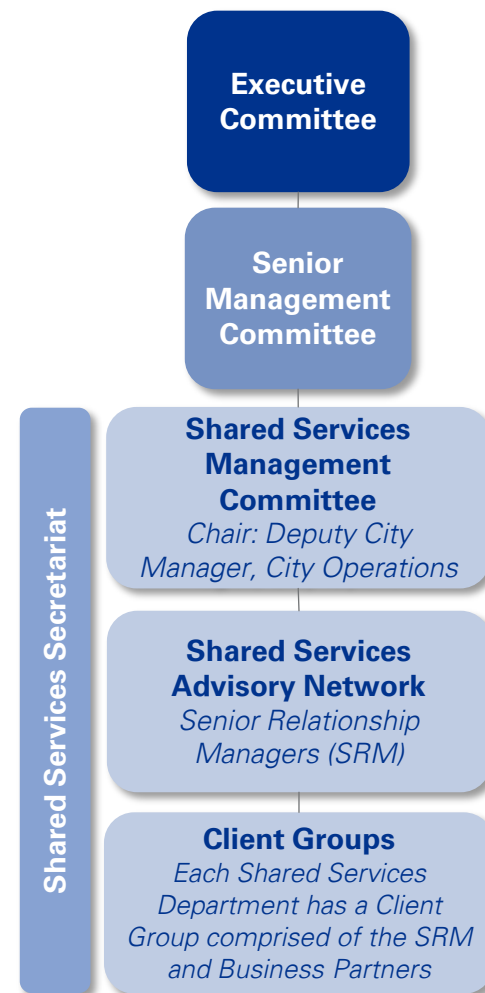 Executive
Committee
Senior
Management
Committee
Shared Services Secretariat
Shared Services
Management
Committee
Chair: Deputy City
Manager, City Operations
Shared Services
Advisory Network
Senior Relationship
Managers (SRM)
Client Groups
Each Shared Services
Department has a Client
Group comprised of the SRM
and Business Partners